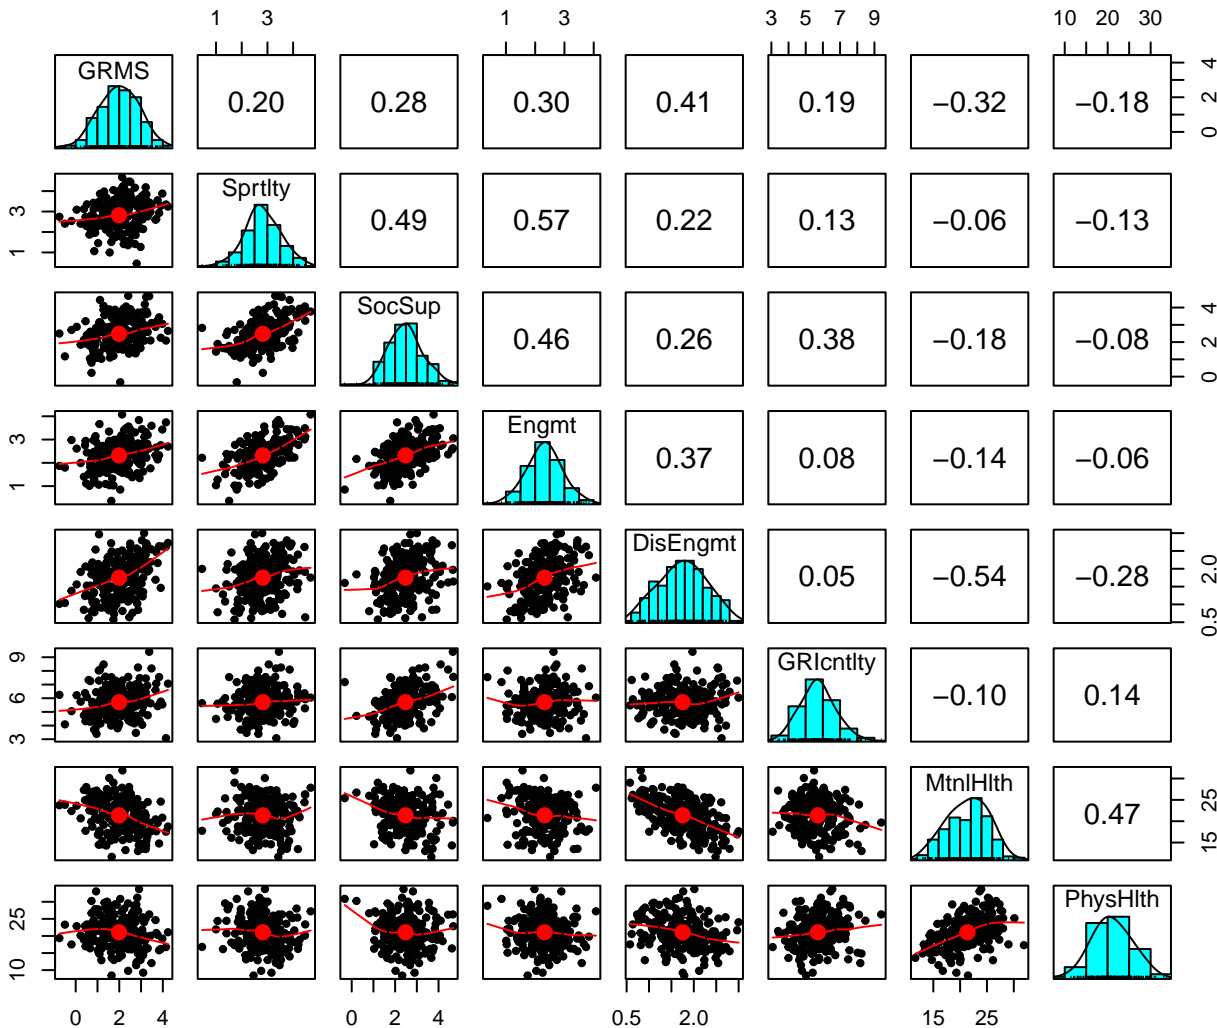 1 3 1 3 3 5 7 9 10 20 30
GRMS 0.20 0.28 0.30 0.41 0.19 −0.32 −0.18 0 2 4
1 3 Sprtlty 0.49 0.57 0.22 0.13 −0.06 −0.13
SocSup 0.46 0.26 0.38 −0.18 −0.08 0 2 4
1 3 Engmt 0.37 0.08 −0.14 −0.06
DisEngmt 0.05 −0.54 −0.28 0.5 2.0
3 6 9 GRIcntlty −0.10 0.14
MtnlHlth 0.47 15 25
10 25 PhysHlth
0 2 4 0 2 4 0.5 2.0 15 25